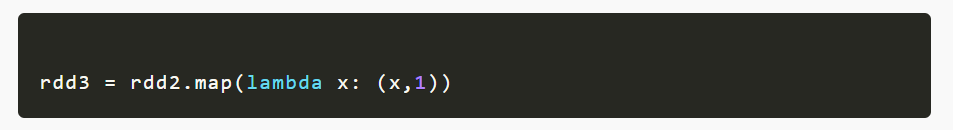 rdd3 = rdd2.map(lambda x: (x,1))